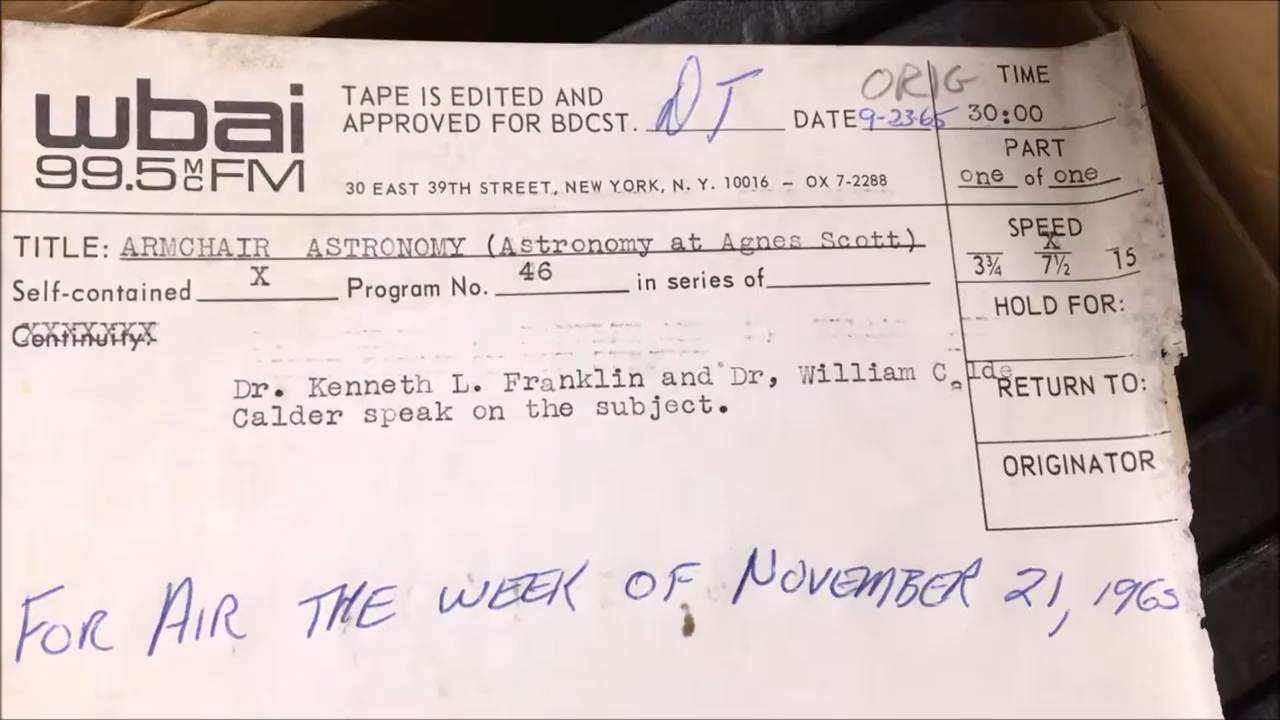 wbai
99.5 MC FM
TAPE IS EDITED AND
APPROVED FOR BDCST. DT DATE 9-23-65
30 EAST 39TH STREET, NEW YORK, N. Y. 10016 – OX 7-2288
ORIG
TIME
30:00
PART
one of one
TITLE: ARMCHAIR ASTRONOMY (Astronomy at Agnes Scott)
Self-contained X Program No. 46 in series of
Continuity XXXXXXX
SPEED
X
3¾ 7½ 15
HOLD FOR:
Dr. Kenneth L. Franklin and Dr, William C. lde
Calder speak on the subject.
RETURN TO:
ORIGINATOR
FOR AIR THE WEEK OF NOVEMBER 21, 1965